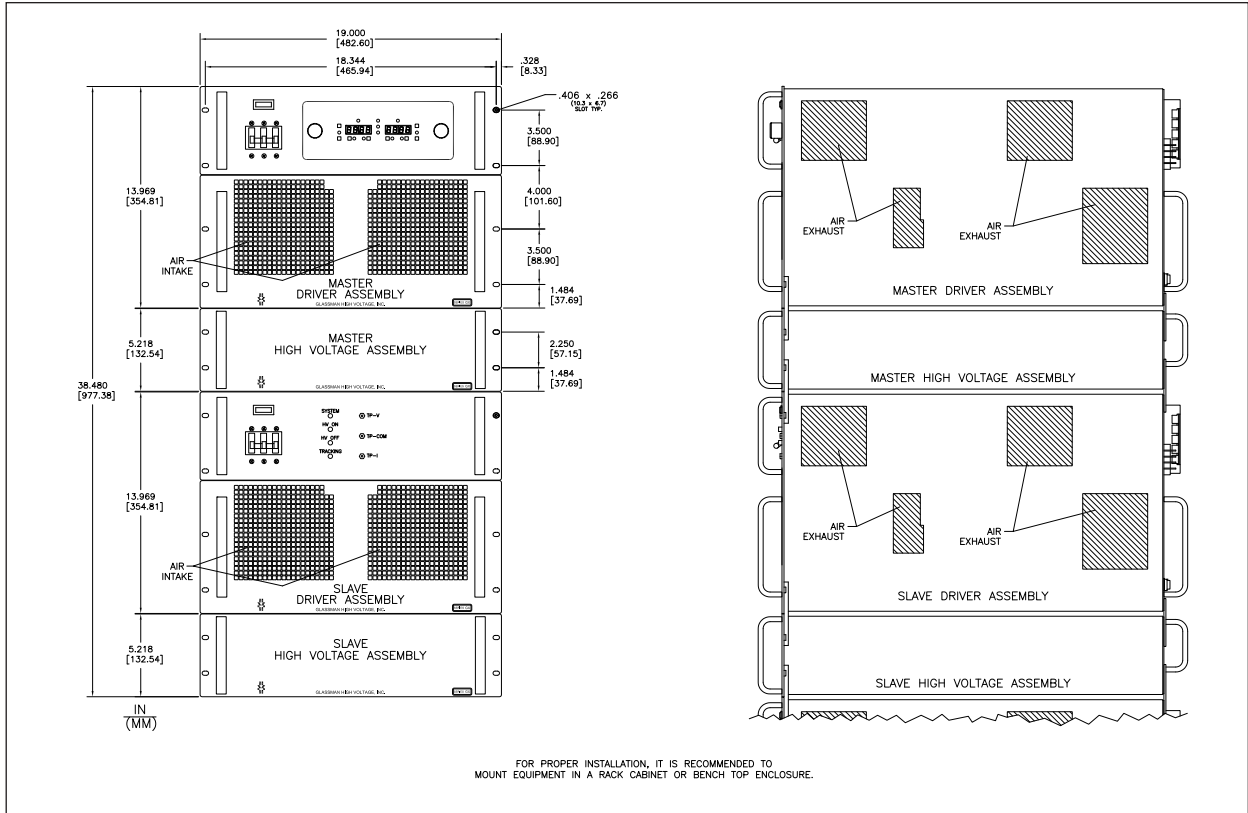 19.000
[482.60]
18.344
[465.94]
.328
[8.33]
.406 x .266
(10.3 x 6.7)
SLOT TYP.
3.500
[88.90]
13.969
[354.81]
4.000
[101.60]
3.500
[88.90]
AIR
INTAKE
MASTER
DRIVER ASSEMBLY
GLASSMAN HIGH VOLTAGE, INC.
1.484
[37.69]
5.218
[132.54]
MASTER
HIGH VOLTAGE ASSEMBLY
GLASSMAN HIGH VOLTAGE, INC.
2.250
[57.15]
1.484
[37.69]
38.480
[977.38]
SYSTEM
HV ON
HV OFF
TRACKING
TP-V
TP-COM
TP-I
13.969
[354.81]
AIR
INTAKE
SLAVE
DRIVER ASSEMBLY
GLASSMAN HIGH VOLTAGE, INC.
5.218
[132.54]
SLAVE
HIGH VOLTAGE ASSEMBLY
GLASSMAN HIGH VOLTAGE, INC.
IN
(MM)
AIR
EXHAUST
AIR
EXHAUST
MASTER DRIVER ASSEMBLY
MASTER HIGH VOLTAGE ASSEMBLY
AIR
EXHAUST
AIR
EXHAUST
SLAVE DRIVER ASSEMBLY
SLAVE HIGH VOLTAGE ASSEMBLY
FOR PROPER INSTALLATION, IT IS RECOMMENDED TO
MOUNT EQUIPMENT IN A RACK CABINET OR BENCH TOP ENCLOSURE.